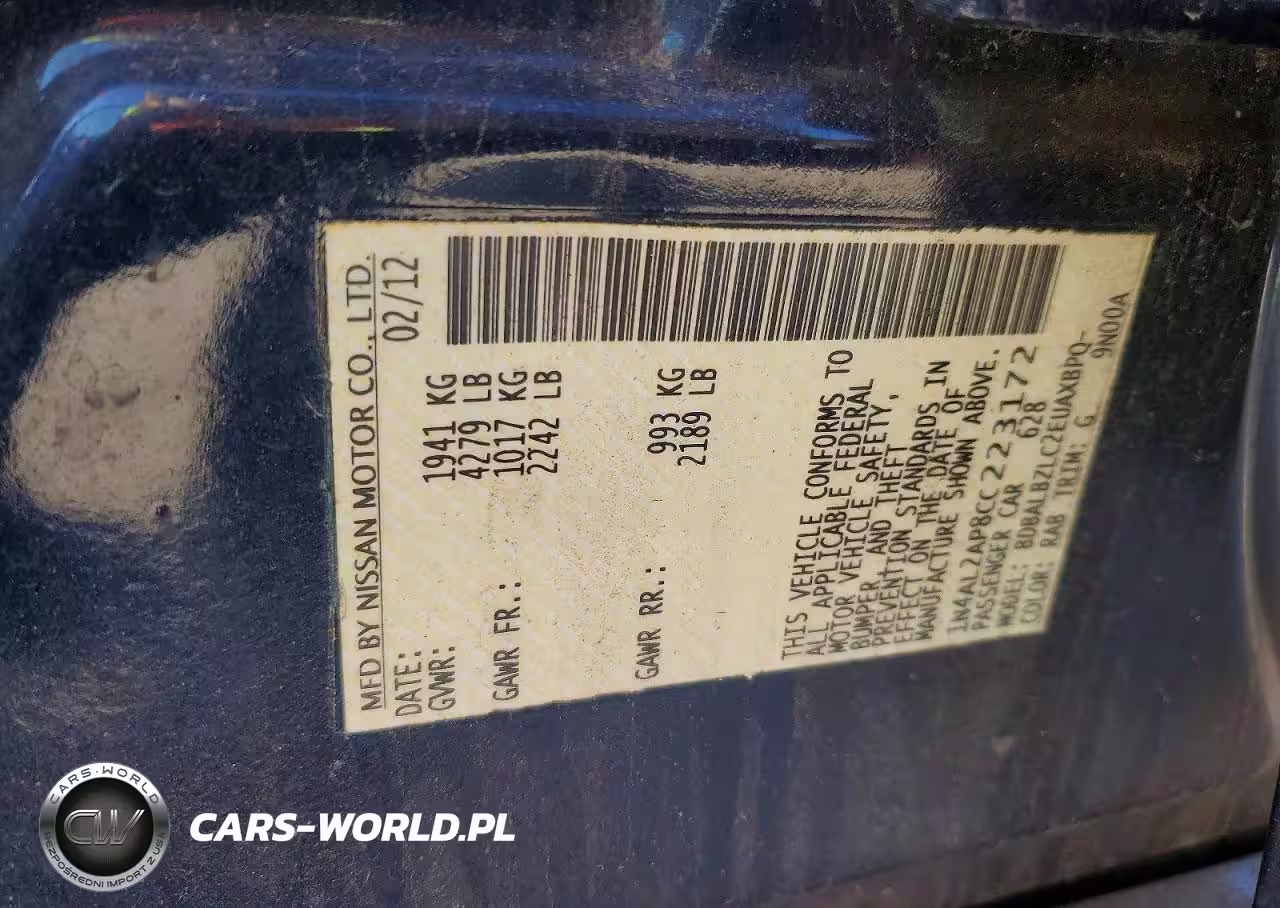 MFD BY NISSAN MOTOR CO., LTD.
DATE: 02/12
GVWR: 1941 KG
4279 LB
GAWR FR.: 1017 KG
2242 LB
GAWR RR.: 993 KG
2189 LB
THIS VEHICLE CONFORMS TO
ALL APPLICABLE FEDERAL
MOTOR VEHICLE SAFETY,
BUMPER AND THEFT
PREVENTION STANDARDS IN
EFFECT ON THE DATE OF
MANUFACTURE SHOWN ABOVE.
1N4AL2AP8CC223172
PASSENGER CAR 628
MODEL: BDBALBZLC2EUAXBPQ-
COLOR: RAB TRIM: G 9N00A
CARS-WORLD
CW
BEZPOŚREDNI IMPORT Z USA
CARS-WORLD.PL